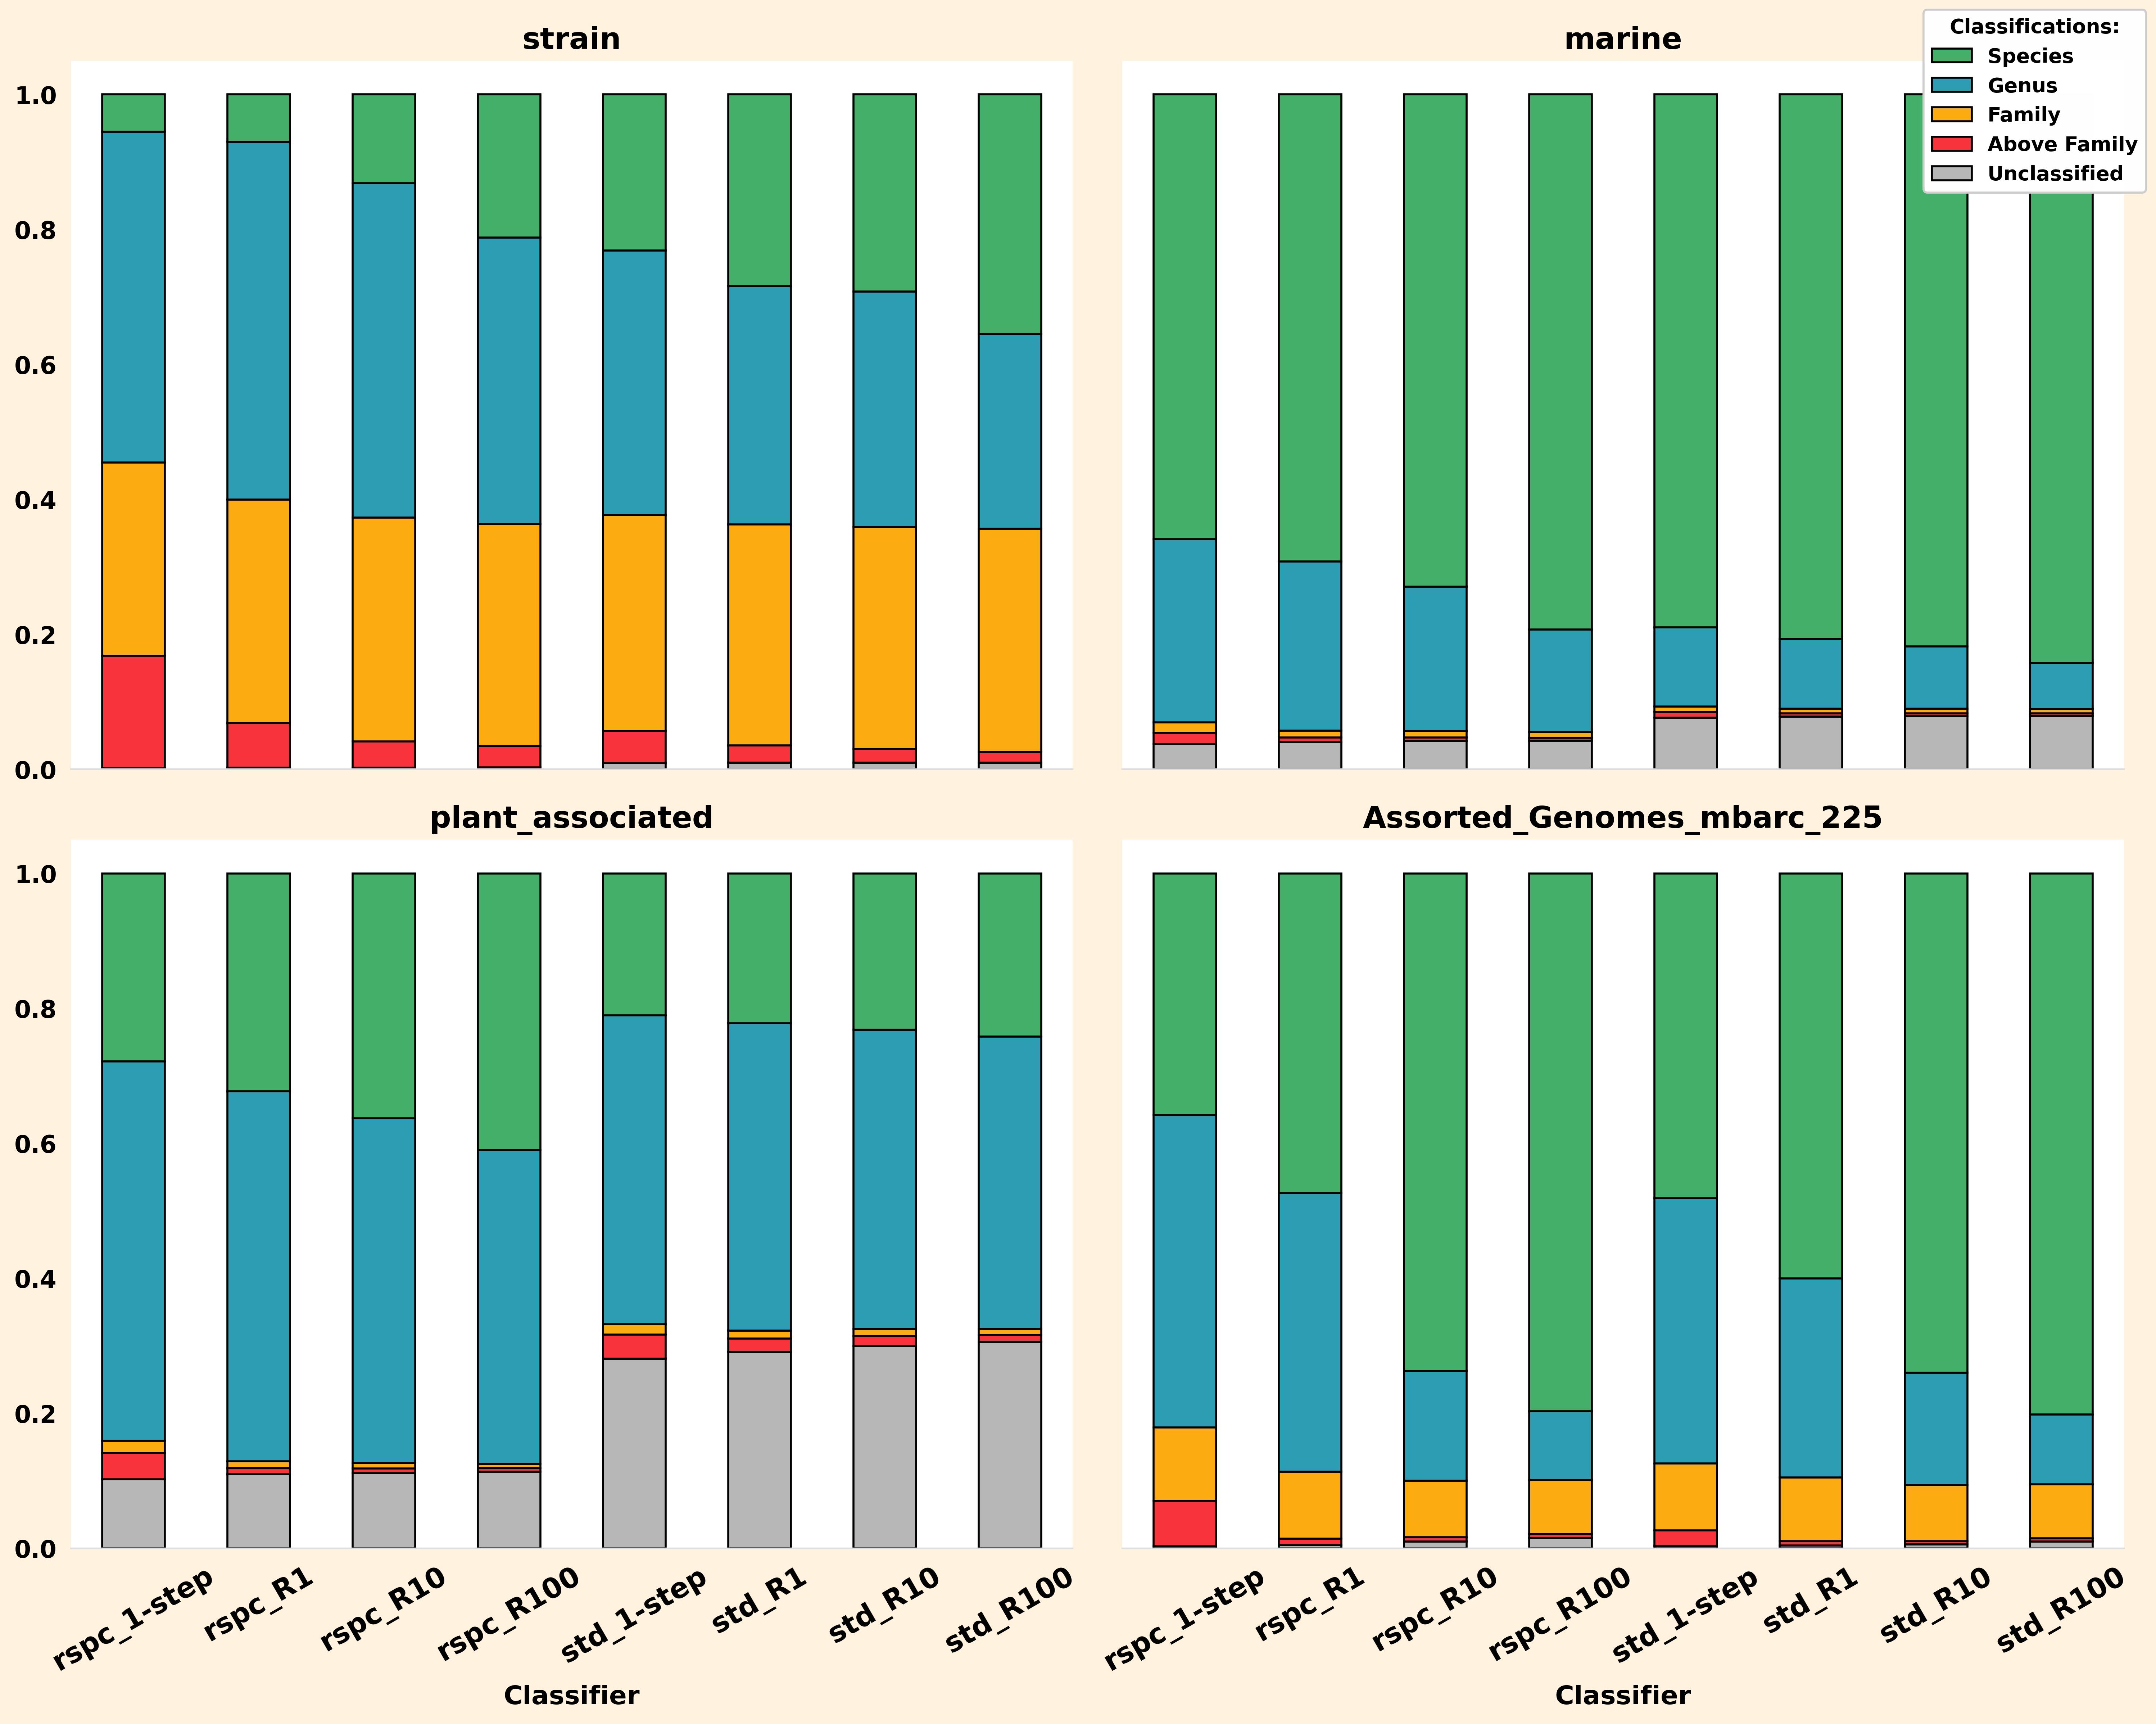 strain
marine
Classifications:
Species
Genus
Family
Above Family
Unclassified
1.0
0.8
0.6
0.4
0.2
0.0
plant_associated
Assorted_Genomes_mbarc_225
1.0
0.8
0.6
0.4
0.2
0.0
rspc_1-step
rspc_R1
rspc_R10
rspc_R100
std_1-step
std_R1
std_R10
std_R100
rspc_1-step
rspc_R1
rspc_R10
rspc_R100
std_1-step
std_R1
std_R10
std_R100
Classifier
Classifier